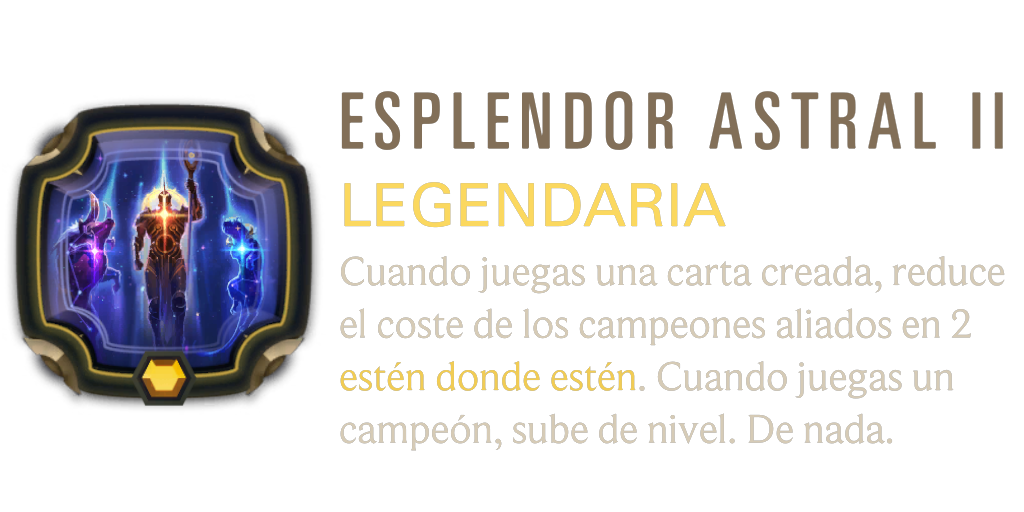 ESPLENDOR ASTRAL II
LEGENDARIA
Cuando juegas una carta creada, reduce
el coste de los campeones aliados en 2
estén donde estén. Cuando juegas un
campeón, sube de nivel. De nada.